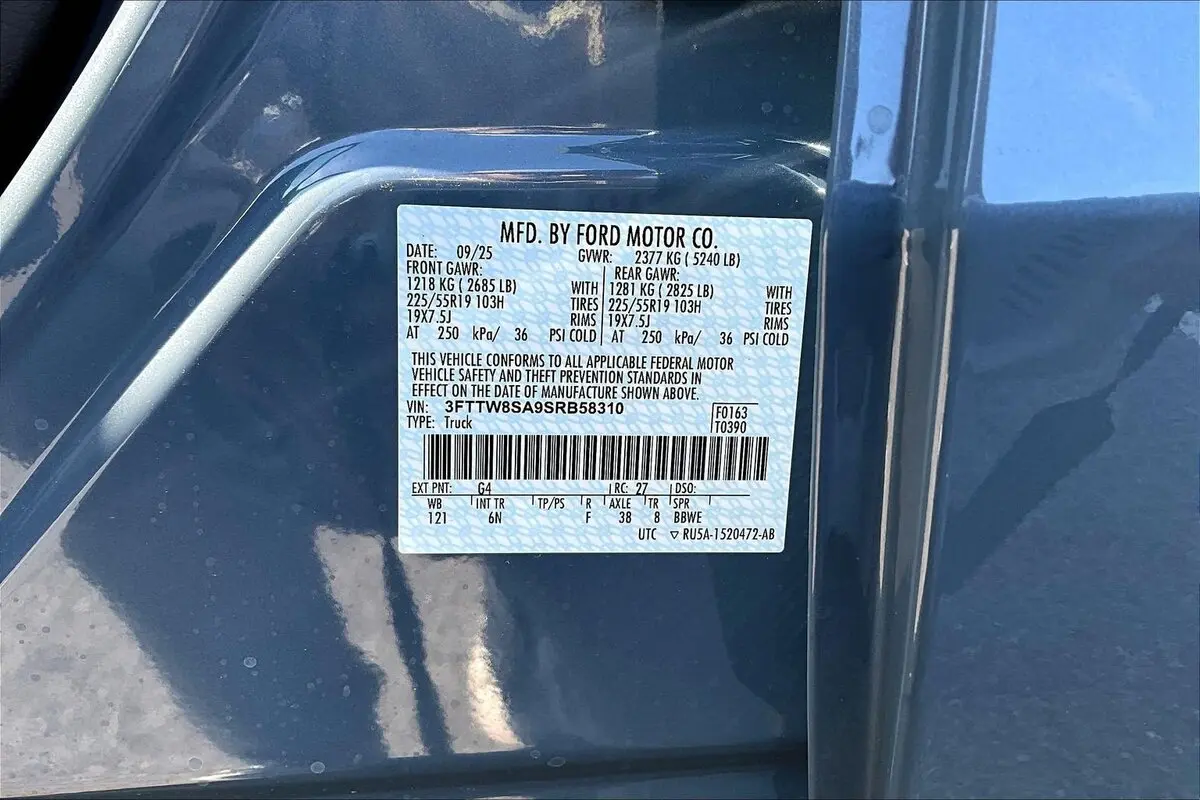 MFD. BY FORD MOTOR CO.
DATE: 09/25 GVWR: 2377 KG ( 5240 LB)
FRONT GAWR: REAR GAWR:
1218 KG ( 2685 LB) WITH 1281 KG ( 2825 LB) WITH
225/55R19 103H TIRES 225/55R19 103H TIRES
19X7.5J RIMS 19X7.5J RIMS
AT 250 kPa/ 36 PSI COLD AT 250 kPa/ 36 PSI COLD
THIS VEHICLE CONFORMS TO ALL APPLICABLE FEDERAL MOTOR
VEHICLE SAFETY AND THEFT PREVENTION STANDARDS IN
EFFECT ON THE DATE OF MANUFACTURE SHOWN ABOVE.
VIN: 3FTTW8SA9SRB58310 F0163
TYPE: Truck T0390
EXT PNT: G4 RC: 27 DSO:
WB INT TR TP/PS R AXLE TR SPR
121 6N F 38 8 BBWE
UTC ▽ RU5A-1520472-AB